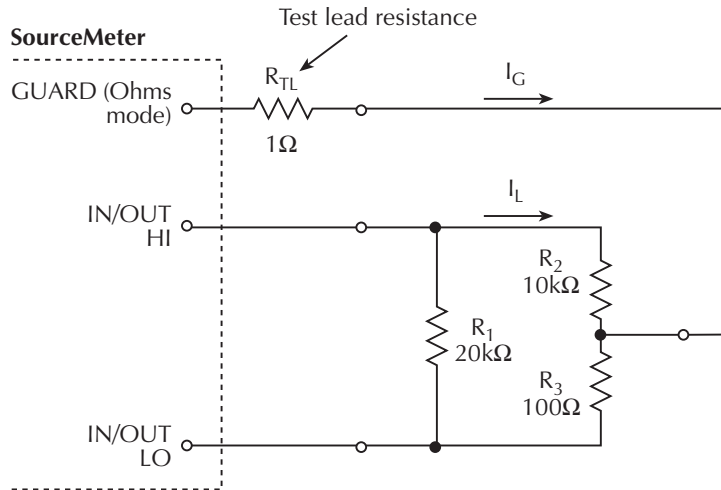 Test lead resistance
SourceMeter
GUARD (Ohms
mode)
R_TL
1Ω
I_G
IN/OUT
HI
I_L
R_2
10kΩ
R_1
20kΩ
R_3
100Ω
IN/OUT
LO